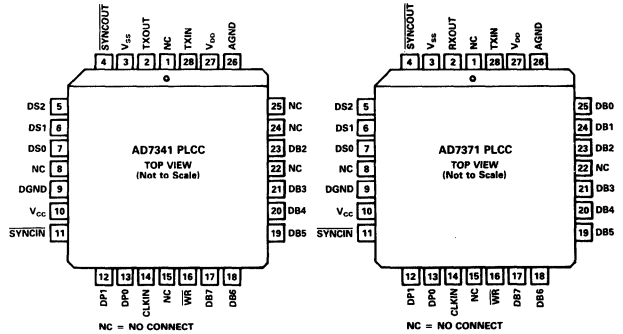 SYNCOUT VSS TXOUT NC TXIN VDD AGND
4 3 2 1 28 27 26
DS2 5
DS1 6
DS0 7
NC 8
DGND 9
VCC 10
SYNCIN 11
AD7341 PLCC
TOP VIEW
(Not to Scale)
25 NC
24 NC
23 DB2
22 NC
21 DB3
20 DB4
19 DB5
12 13 14 15 16 17 18
DP1 DP0 CLKIN NC WR DB7 DB6
NC = NO CONNECT
SYNCOUT VSS RXOUT NC TXIN VDD AGND
4 3 2 1 28 27 26
DS2 5
DS1 6
DS0 7
NC 8
DGND 9
VCC 10
SYNCIN 11
AD7371 PLCC
TOP VIEW
(Not to Scale)
25 DB0
24 DB1
23 DB2
22 NC
21 DB3
20 DB4
19 DB5
12 13 14 15 16 17 18
DP1 DP0 CLKIN NC WR DB7 DB6
NC = NO CONNECT